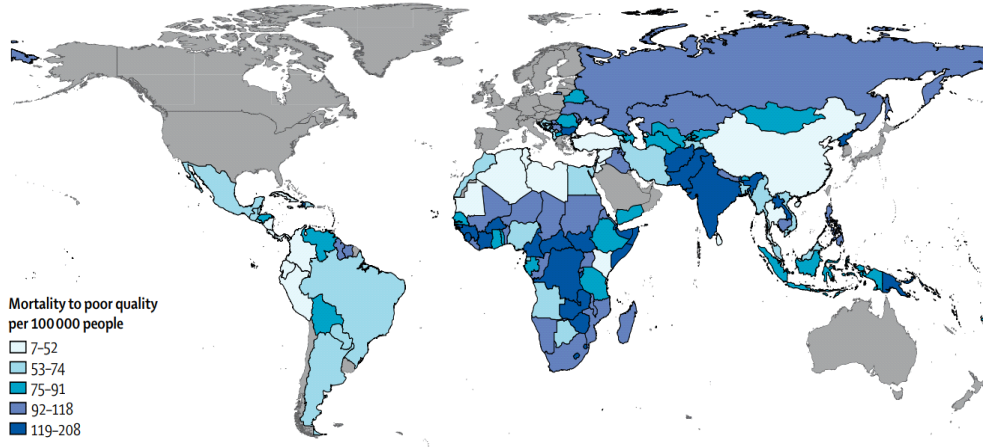 Mortality to poor quality
per 100 000 people
7–52
53–74
75–91
92–118
119–208